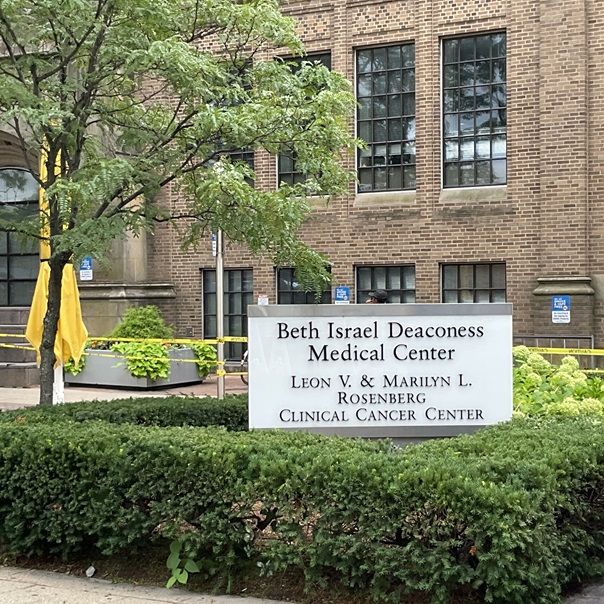 Beth Israel Deaconess
Medical Center
Leon V. & Marilyn L.
Rosenberg
Clinical Cancer Center